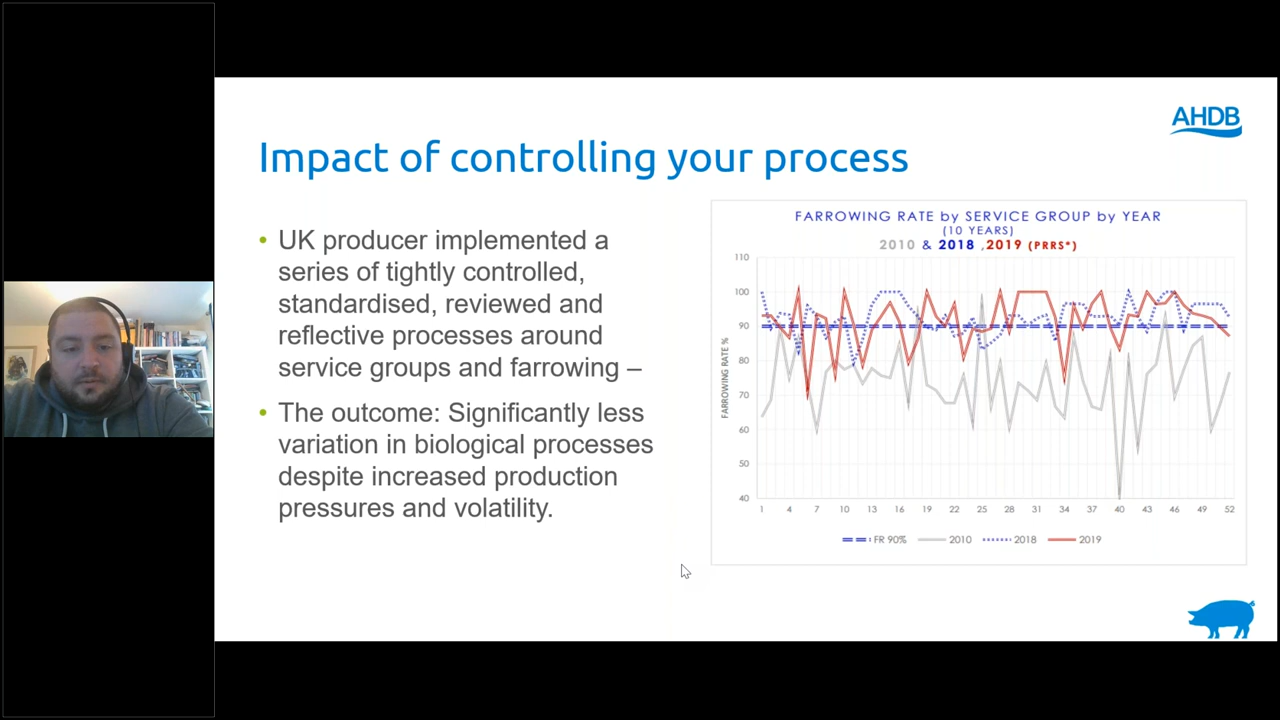 AHDB
Impact of controlling your process
• UK producer implemented a
series of tightly controlled,
standardised, reviewed and
reflective processes around
service groups and farrowing –
• The outcome: Significantly less
variation in biological processes
despite increased production
pressures and volatility.
FARROWING RATE by SERVICE GROUP by YEAR
(10 YEARS)
2010 & 2018 ,2019 (PRRS*)
FARROWING RATE %
110
100
90
80
70
60
50
40
1 4 7 10 13 16 19 22 25 28 31 34 37 40 43 46 49 52
FR 90% 2010 2018 2019